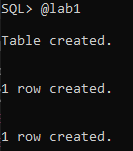 SQL> @lab1
Table created.
1 row created.
1 row created.